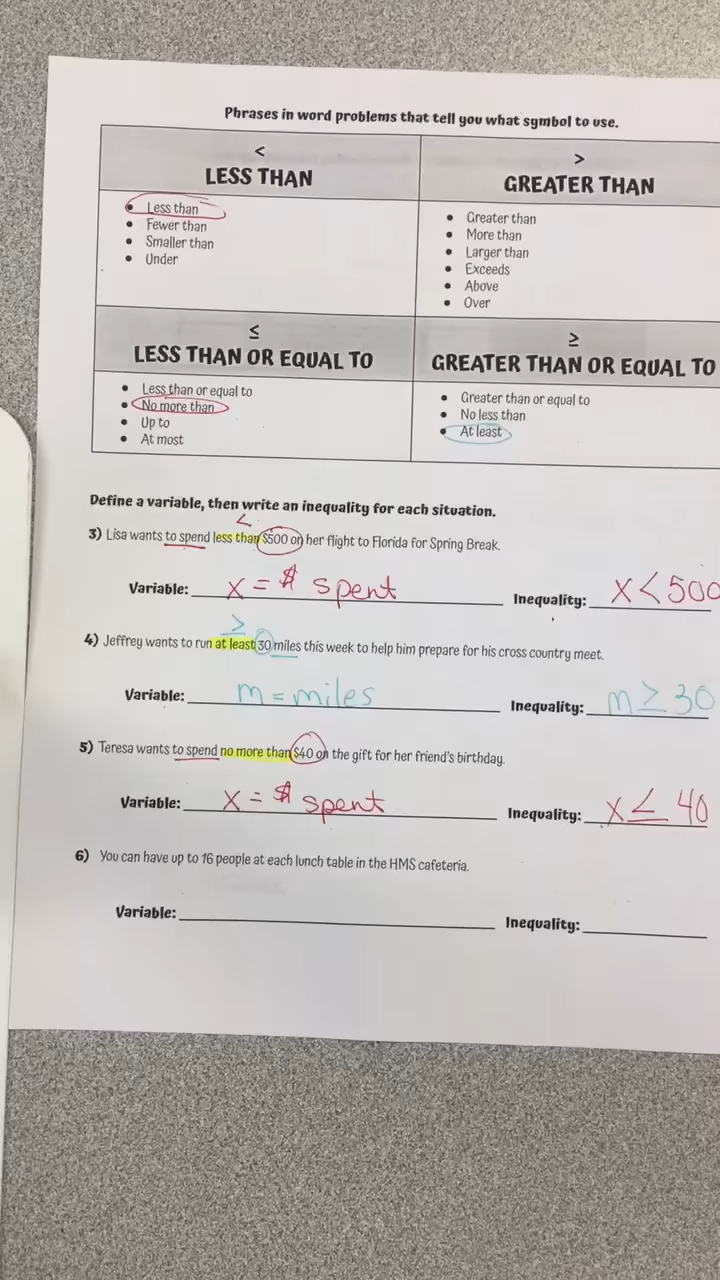 Phrases in word problems that tell you what symbol to use.
<
LESS THAN
• Less than
• Fewer than
• Smaller than
• Under
>
GREATER THAN
• Greater than
• More than
• Larger than
• Exceeds
• Above
• Over
≤
LESS THAN OR EQUAL TO
• Less than or equal to
• No more than
• Up to
• At most
≥
GREATER THAN OR EQUAL TO
• Greater than or equal to
• No less than
• At least
Define a variable, then write an inequality for each situation.
<
3) Lisa wants to spend less than $500 on her flight to Florida for Spring Break.
Variable: x = $ spent Inequality: x < 500
≥
4) Jeffrey wants to run at least 30 miles this week to help him prepare for his cross country meet.
Variable: m = miles Inequality: m ≥ 30
5) Teresa wants to spend no more than $40 on the gift for her friend's birthday.
Variable: x = $ spent Inequality: x ≤ 40
6) You can have up to 16 people at each lunch table in the HMS cafeteria.
Variable: Inequality: